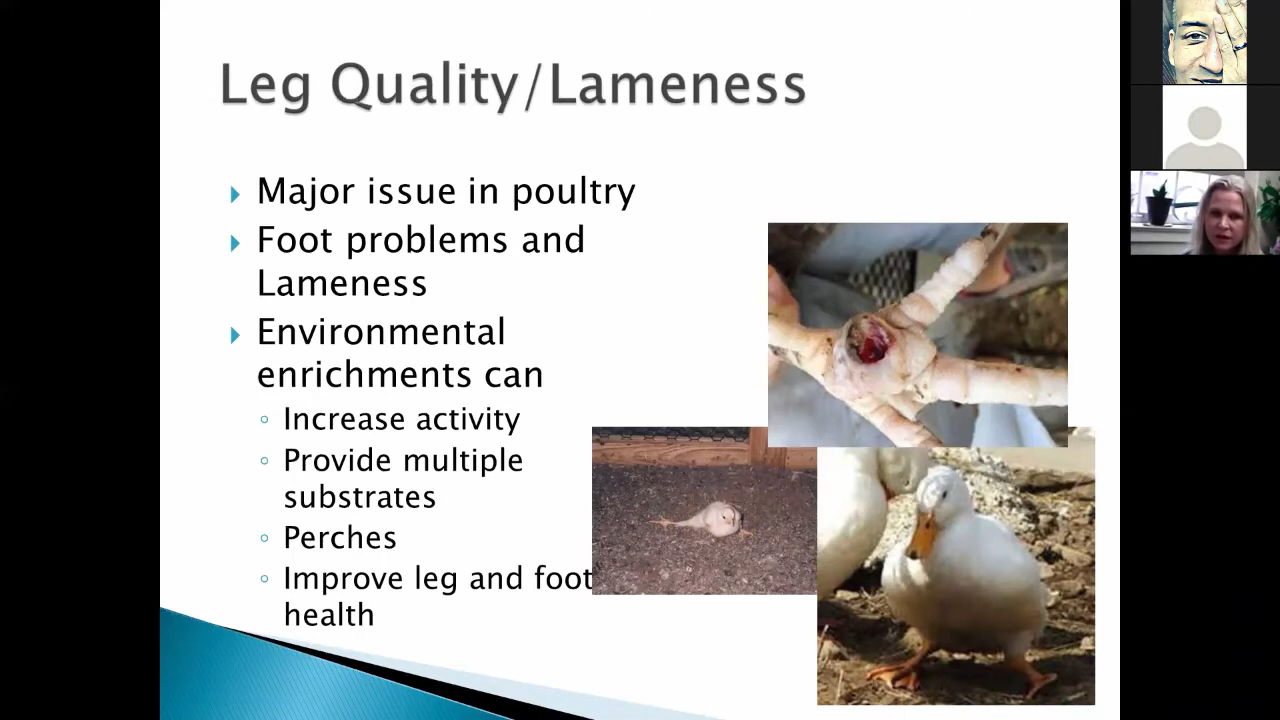 Leg Quality/Lameness
Major issue in poultry
Foot problems and
Lameness
Environmental
enrichments can
Increase activity
Provide multiple
substrates
Perches
Improve leg and foot
health